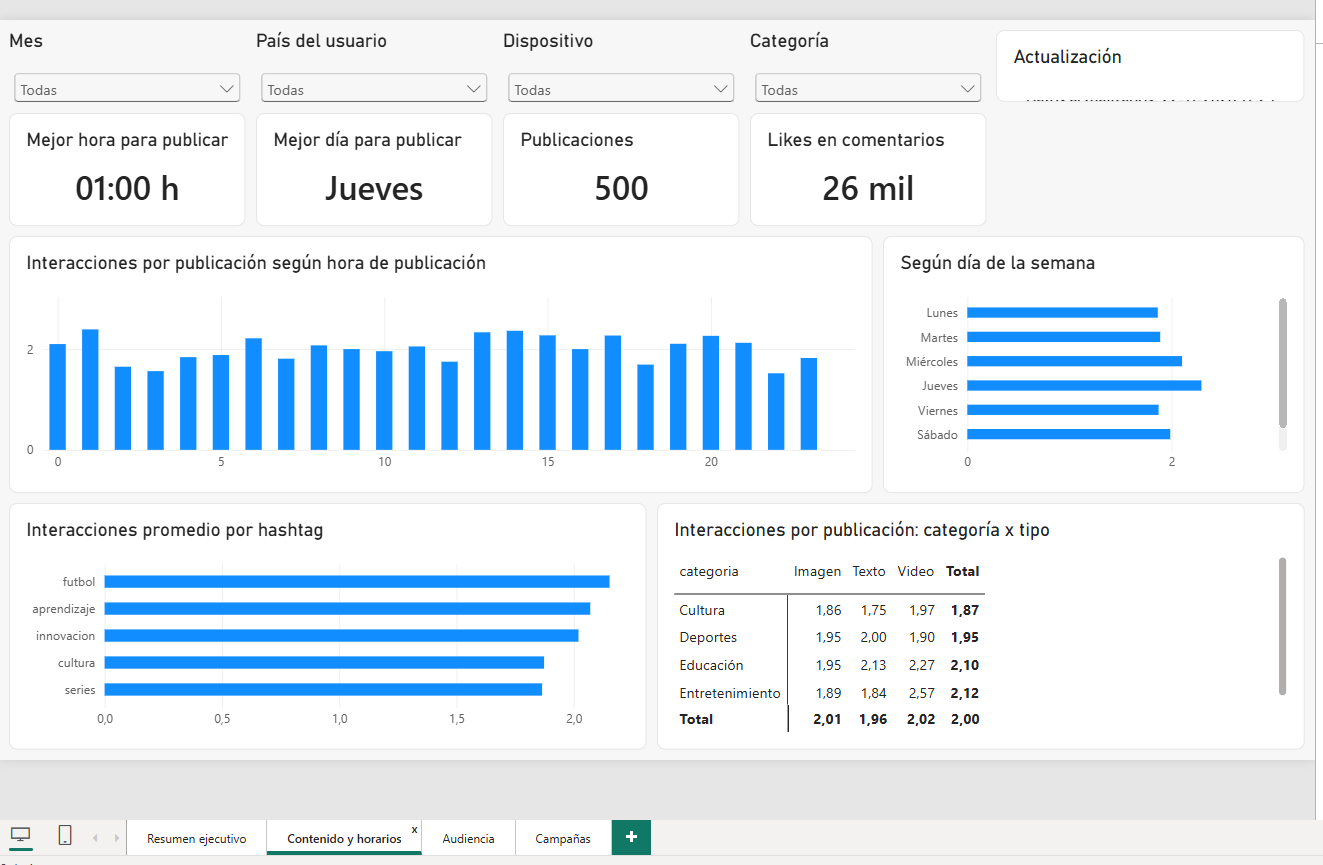 Mes
País del usuario
Dispositivo
Categoría
Actualización
Todas
Todas
Todas
Todas
Mejor hora para publicar
Mejor día para publicar
Publicaciones
Likes en comentarios
01:00 h
Jueves
500
26 mil
Interacciones por publicación según hora de publicación
2
0
0 5 10 15 20
Según día de la semana
Lunes
Martes
Miércoles
Jueves
Viernes
Sábado
0 2
Interacciones promedio por hashtag
futbol
aprendizaje
innovacion
cultura
series
0,0 0,5 1,0 1,5 2,0
Interacciones por publicación: categoría x tipo
categoria Imagen Texto Video Total
Cultura 1,86 1,75 1,97 1,87
Deportes 1,95 2,00 1,90 1,95
Educación 1,95 2,13 2,27 2,10
Entretenimiento 1,89 1,84 2,57 2,12
Total 2,01 1,96 2,02 2,00
Resumen ejecutivo
Contenido y horarios
x
Audiencia
Campañas
+